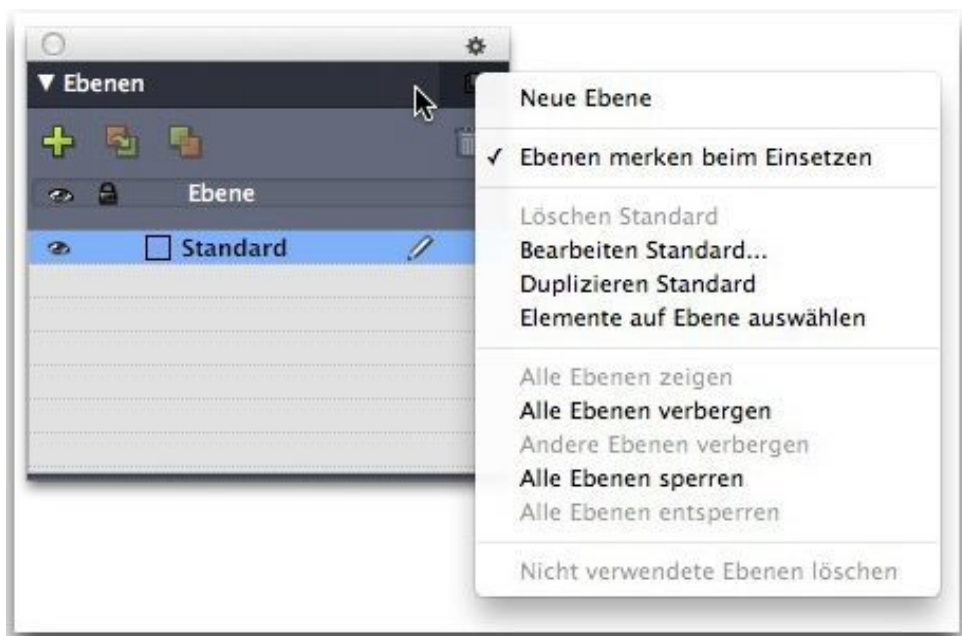 Ebenen
Ebene
Standard
Neue Ebene
Ebenen merken beim Einsetzen
Löschen Standard
Bearbeiten Standard...
Duplizieren Standard
Elemente auf Ebene auswählen
Alle Ebenen zeigen
Alle Ebenen verbergen
Andere Ebenen verbergen
Alle Ebenen sperren
Alle Ebenen entsperren
Nicht verwendete Ebenen löschen